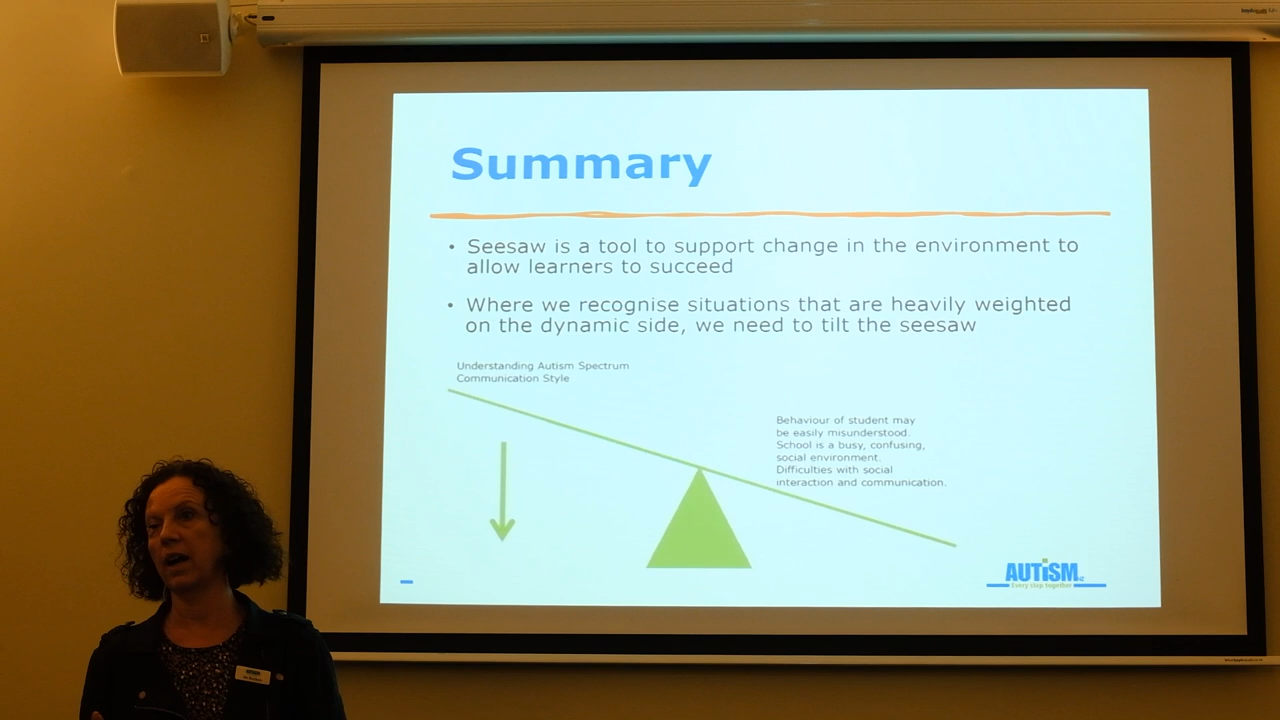 Summary
• Seesaw is a tool to support change in the environment to
allow learners to succeed
• Where we recognise situations that are heavily weighted
on the dynamic side, we need to tilt the seesaw
Understanding Autism Spectrum
Communication Style
Behaviour of student may
be easily misunderstood.
School is a busy, confusing,
social environment.
Difficulties with social
interaction and communication.
AUTiSM
Every step together